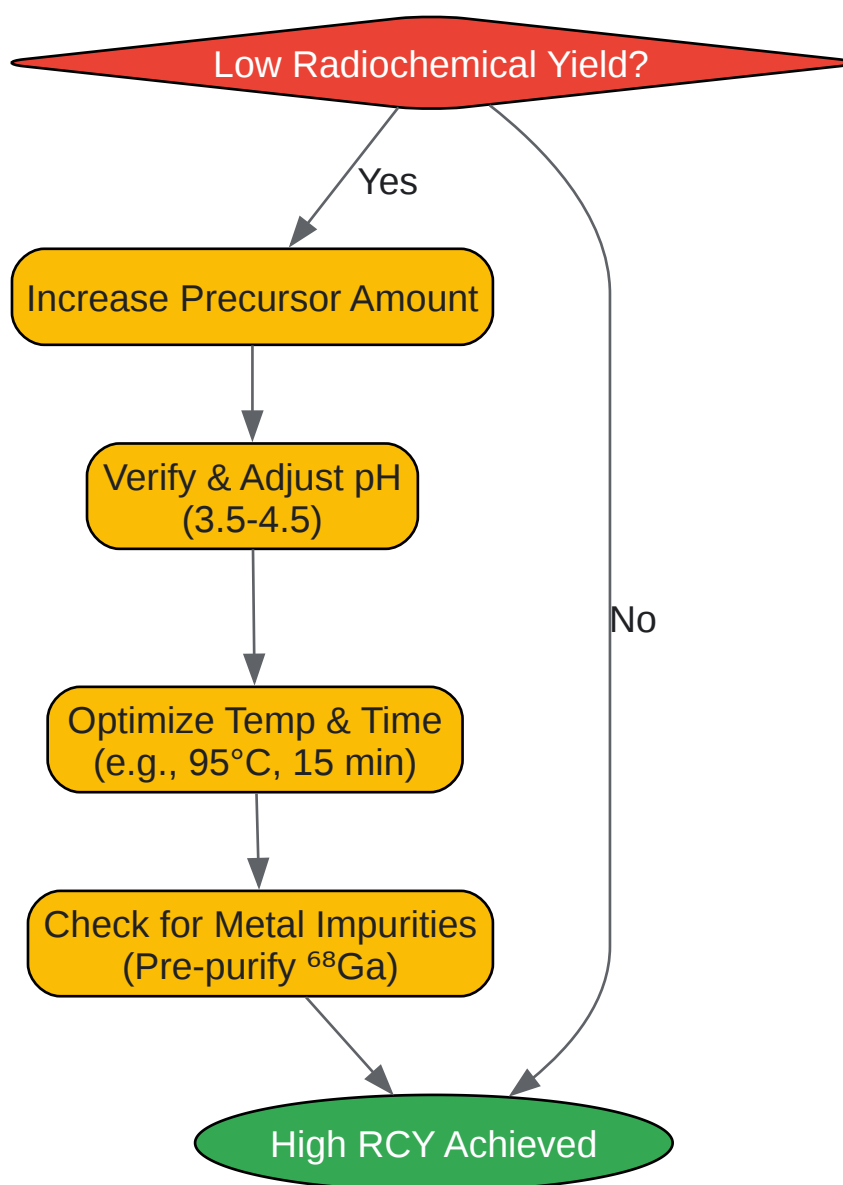 Low Radiochemical Yield?
Yes
Increase Precursor Amount
Verify & Adjust pH
(3.5-4.5)
No
Optimize Temp & Time
(e.g., 95°C, 15 min)
Check for Metal Impurities
(Pre-purify ⁶⁸Ga)
High RCY Achieved